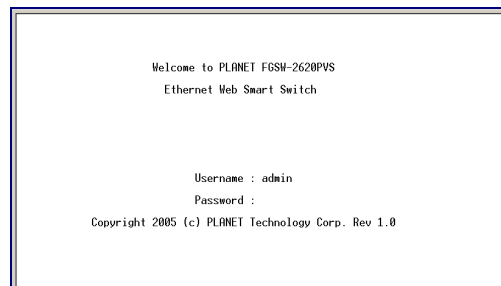 Welcome to PLANET FGSW-2620PVS
Ethernet Web Smart Switch
Username : admin
Password :
Copyright 2005 (c) PLANET Technology Corp. Rev 1.0